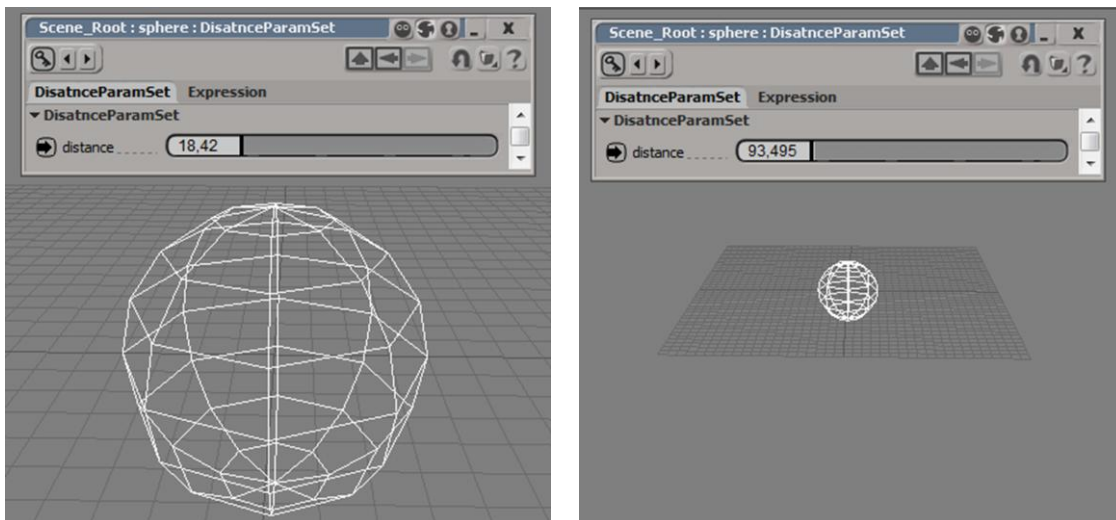 Scene_Root : sphere : DisatnceParamSet
DisatnceParamSet Expression
DisatnceParamSet
distance 18,42
Scene_Root : sphere : DisatnceParamSet
DisatnceParamSet Expression
DisatnceParamSet
distance 93,495